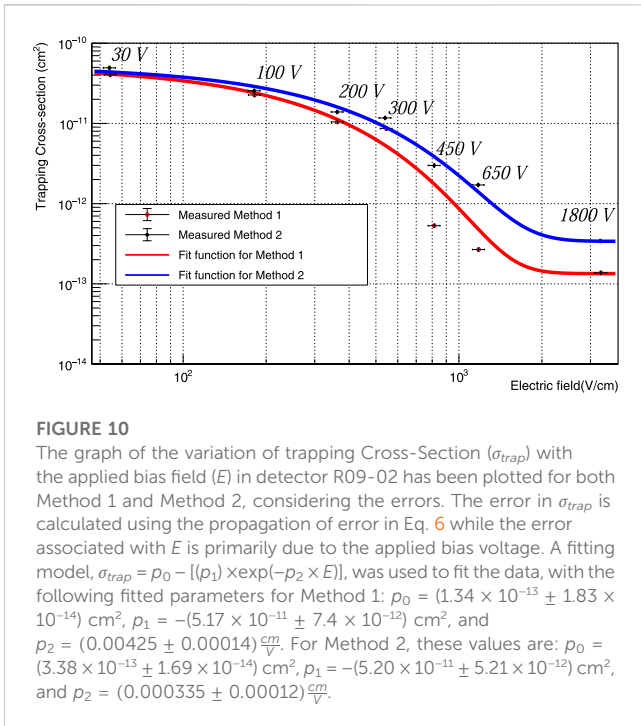 Trapping Cross-section (cm²)
10⁻¹⁰
10⁻¹¹
10⁻¹²
10⁻¹³
10⁻¹⁴
30 V
100 V
200 V
300 V
450 V
650 V
1800 V
Measured Method 1
Measured Method 2
Fit function for Method 1
Fit function for Method 2
10²
10³
Electric field(V/cm)
FIGURE 10
The graph of the variation of trapping Cross-Section (σ_trap) with
the applied bias field (E) in detector R09-02 has been plotted for both
Method 1 and Method 2, considering the errors. The error in σ_trap is
calculated using the propagation of error in Eq. 6 while the error
associated with E is primarily due to the applied bias voltage. A fitting
model, σ_trap = p₀ − [(p₁) ×exp(−p₂ × E)], was used to fit the data, with the
following fitted parameters for Method 1: p₀ = (1.34 × 10⁻¹³ ± 1.83 ×
10⁻¹⁴) cm², p₁ = −(5.17 × 10⁻¹¹ ± 7.4 × 10⁻¹²) cm², and
p₂ = (0.00425 ± 0.00014) cm/V. For Method 2, these values are: p₀ =
(3.38 × 10⁻¹³ ± 1.69 × 10⁻¹⁴) cm², p₁ = −(5.20 × 10⁻¹¹ ± 5.21 × 10⁻¹²) cm²,
and p₂ = (0.000335 ± 0.00012) cm/V.